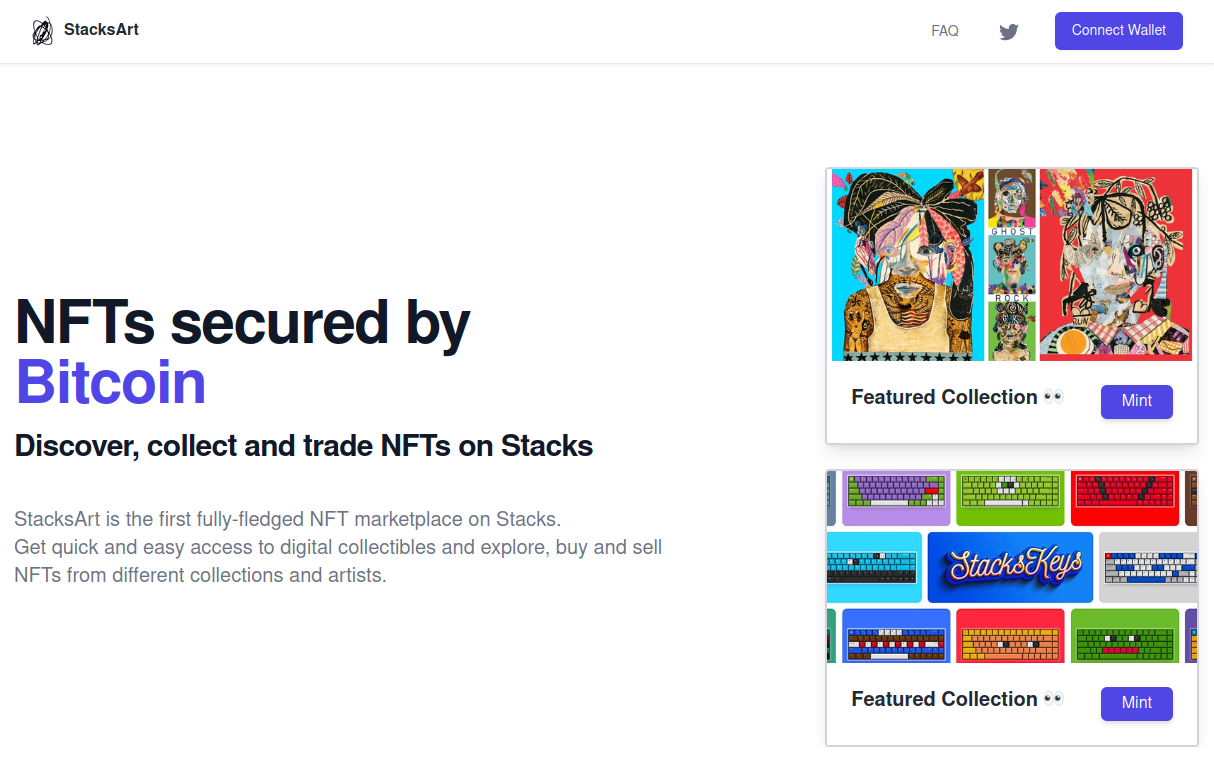 StacksArt
FAQ
Connect Wallet
NFTs secured by
Bitcoin
Discover, collect and trade NFTs on Stacks
StacksArt is the first fully-fledged NFT marketplace on Stacks.
Get quick and easy access to digital collectibles and explore, buy and sell
NFTs from different collections and artists.
GHOST
ROCK
RUN
Featured Collection 👀
Mint
StacksKeys
Featured Collection 👀
Mint